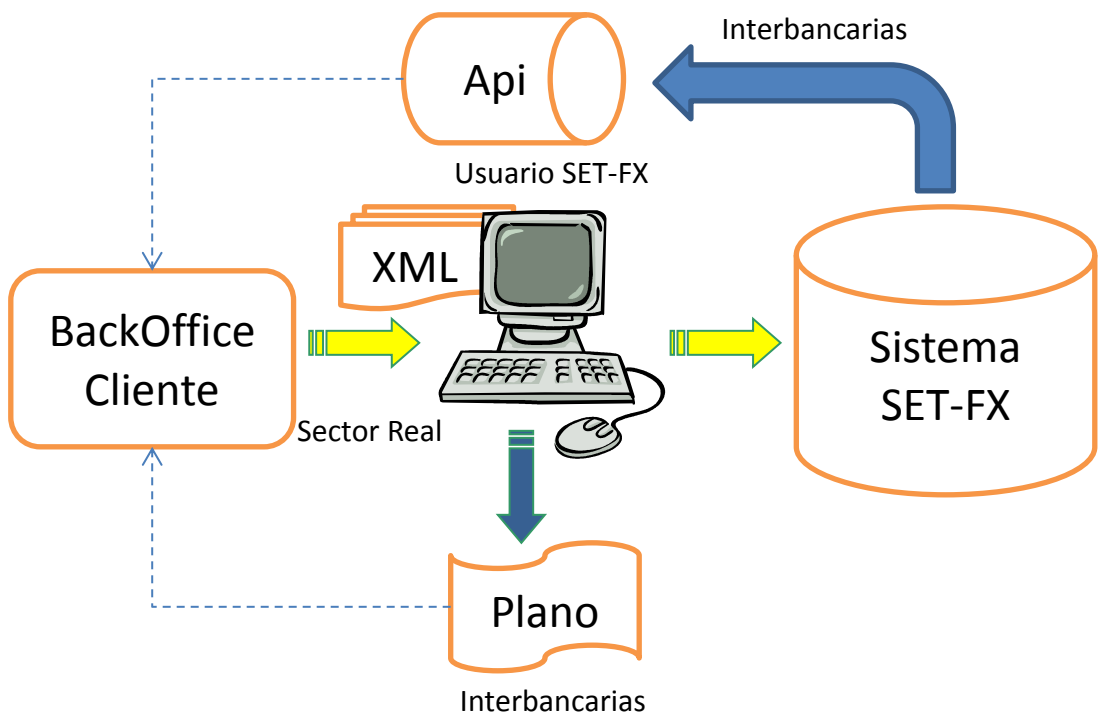 Interbancarias
Api
Usuario SET-FX
XML
BackOffice
Cliente
Sistema
SET-FX
Sector Real
Plano
Interbancarias